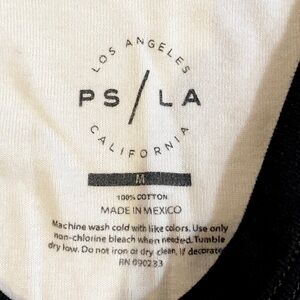 LOS ANGELES
PS/LA
CALIFORNIA
M
100% COTTON
MADE IN MEXICO
Machine wash cold with like colors. Use only
non-chlorine bleach when needed. Tumble
dry low. Do not iron or dry clean, if decorated
RN 090233